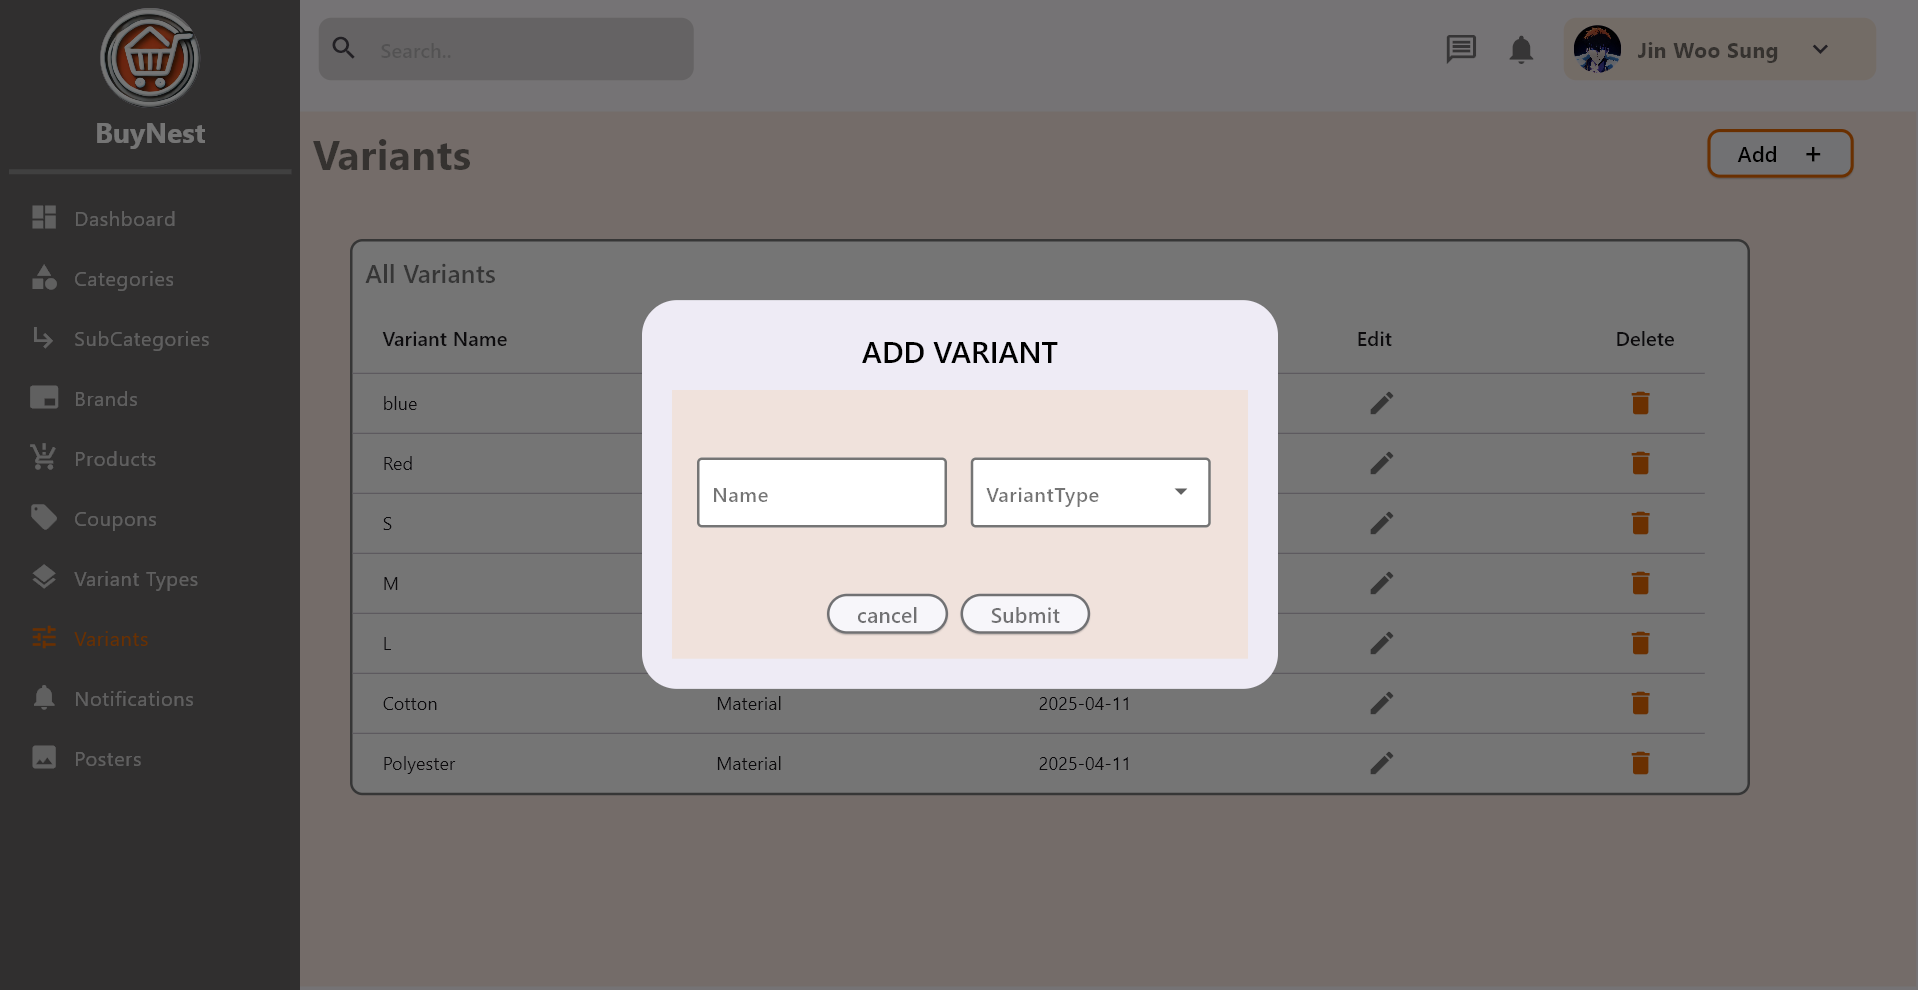 BuyNest
Dashboard
Categories
SubCategories
Brands
Products
Coupons
Variant Types
Variants
Notifications
Posters
Search..
Jin Woo Sung
Variants
Add +
All Variants
Variant Name Edit Delete
blue
Red
S
M
L
Cotton Material 2025-04-11
Polyester Material 2025-04-11
ADD VARIANT
Name VariantType
cancel Submit